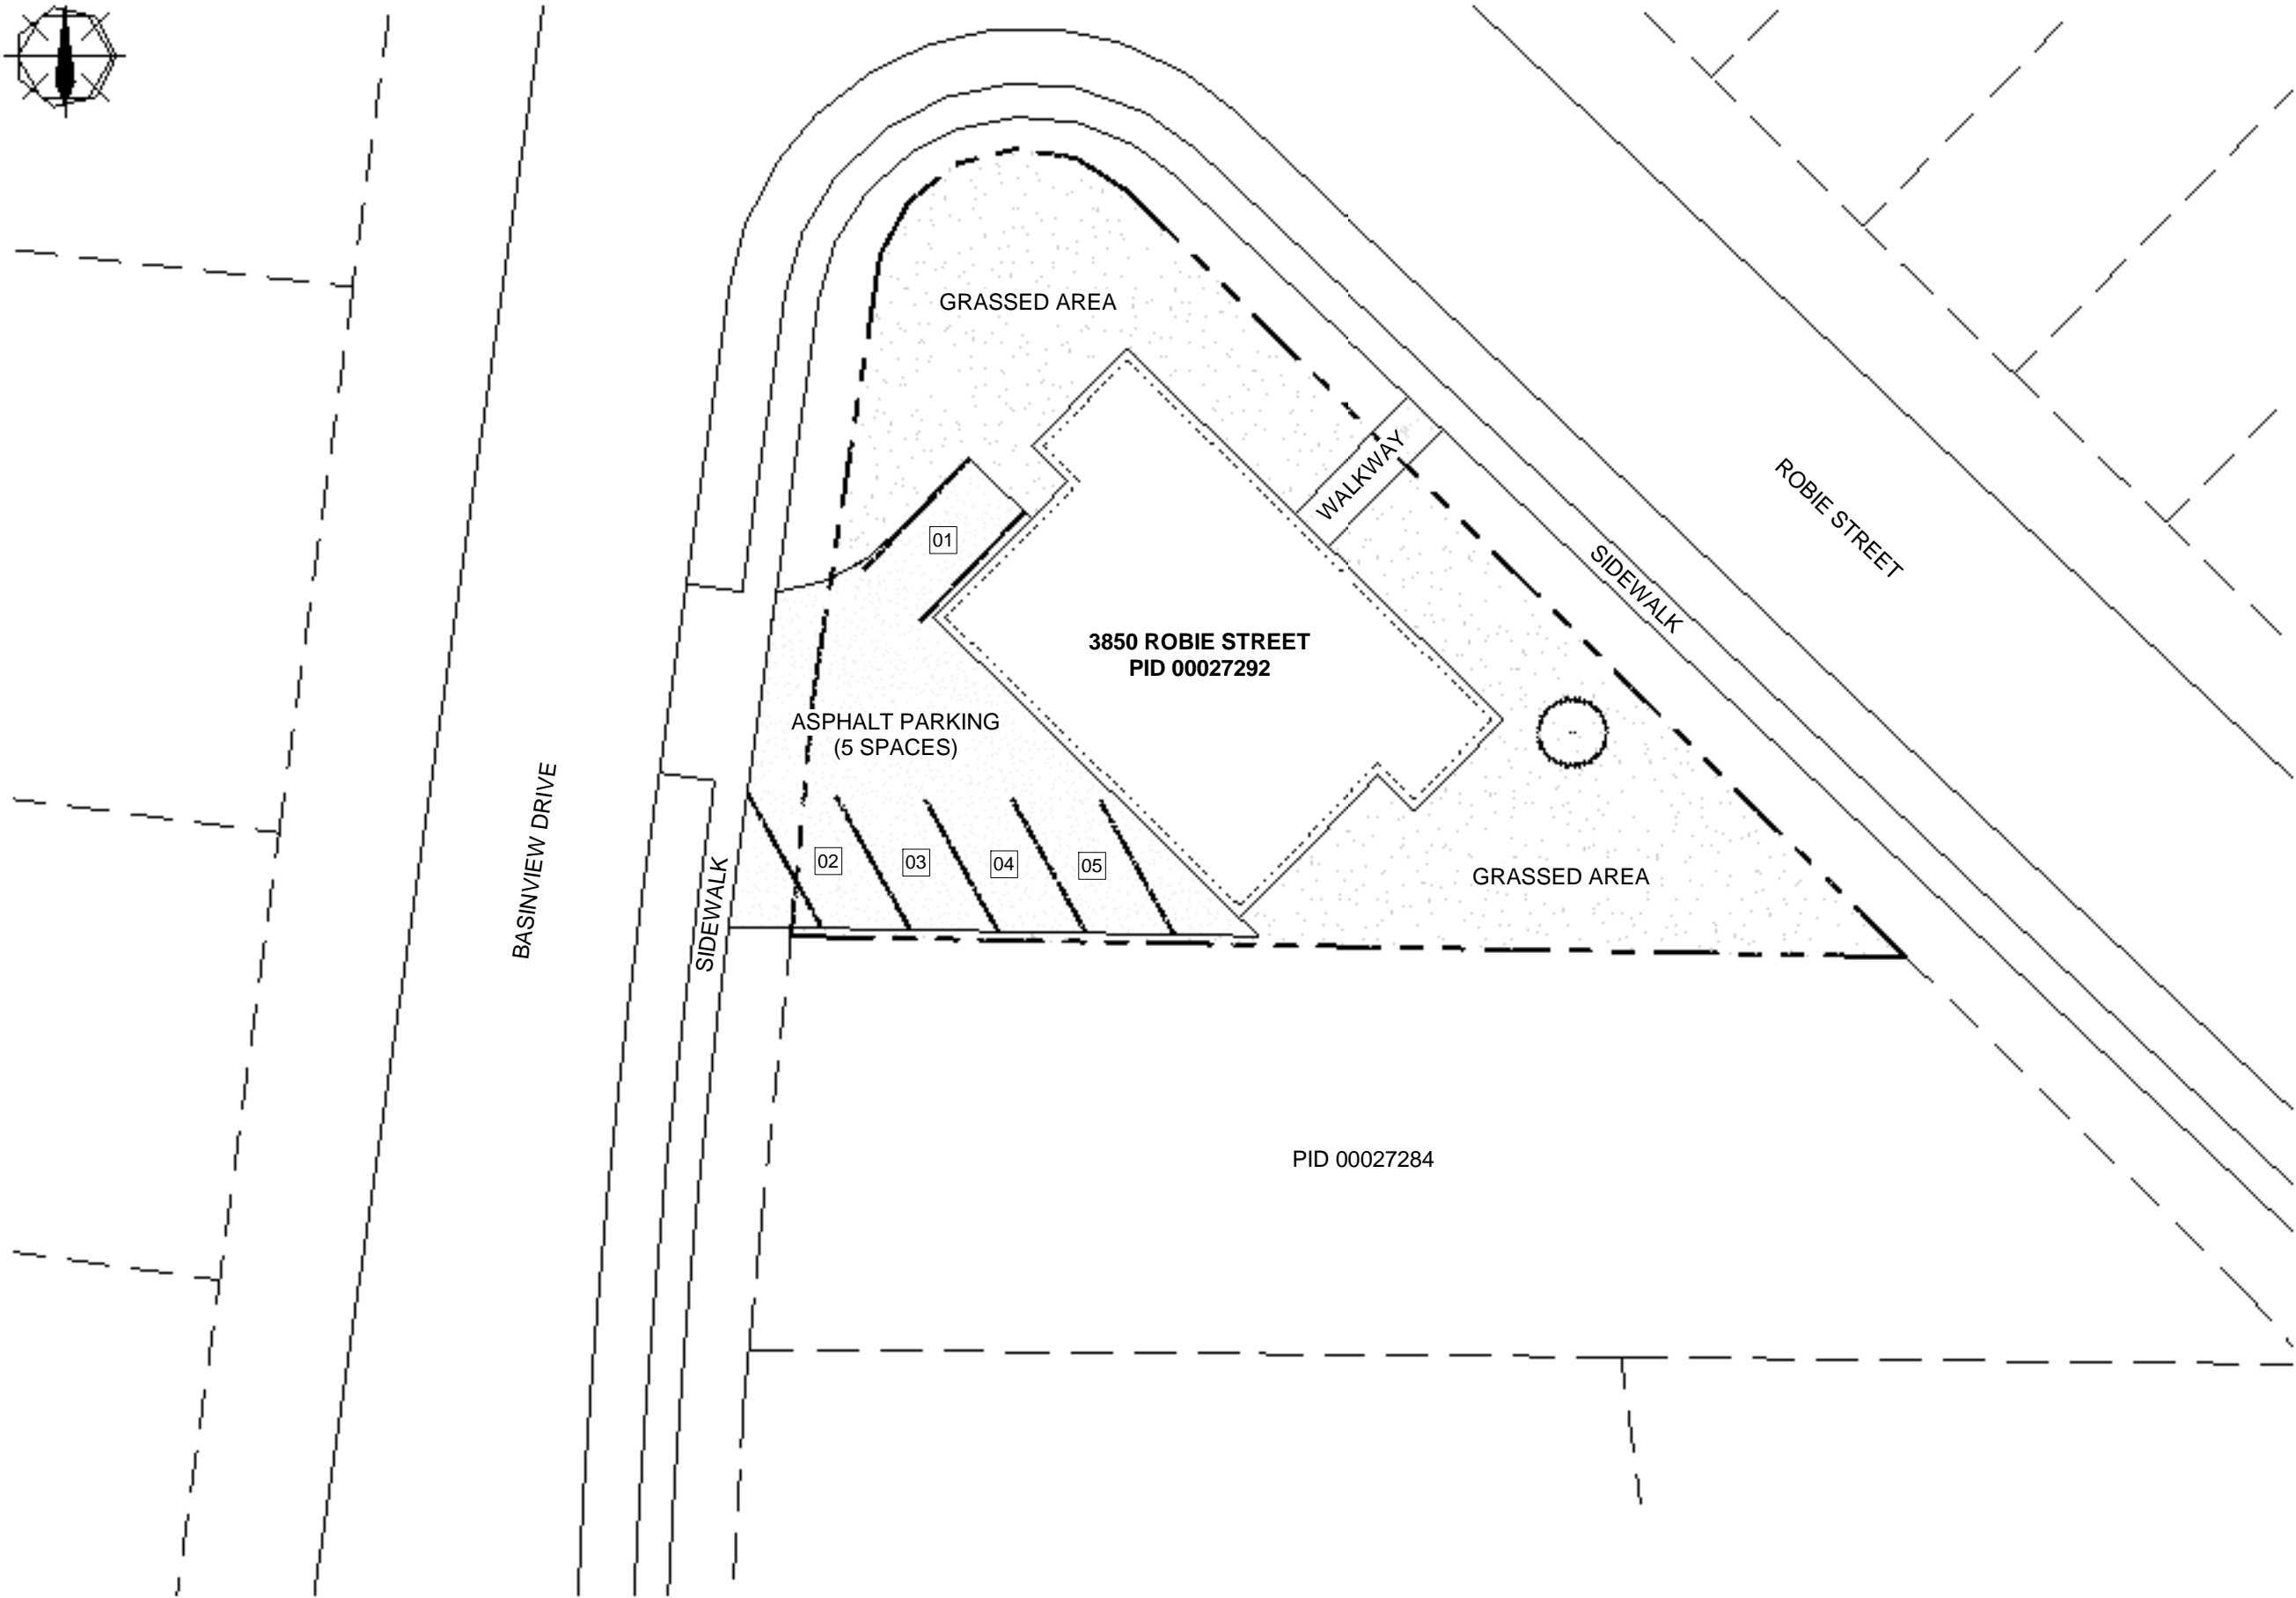 GRASSED AREA
WALKWAY
ROBIE STREET
01
SIDEWALK
3850 ROBIE STREET
PID 00027292
ASPHALT PARKING
(5 SPACES)
BASINVIEW DRIVE
SIDEWALK
02
03
04
05
GRASSED AREA
PID 00027284